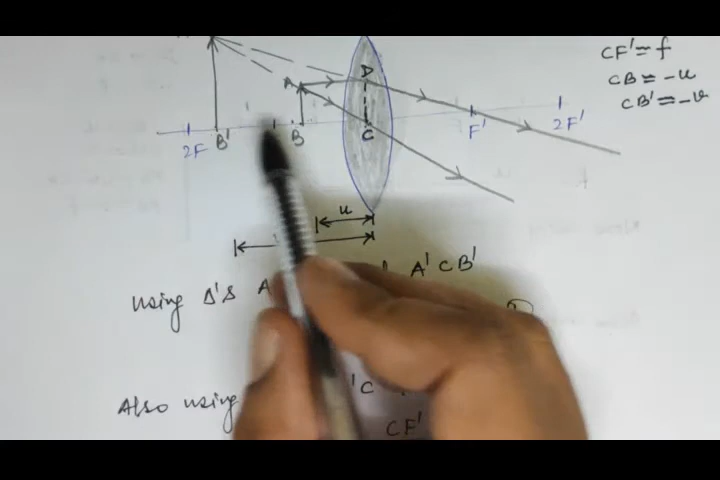 CF' = f
CB = -u
CB' = -v
A
D
2F B' B C F' 2F'
u
Using Δ'S A A'CB'
Also using 'C
CF'